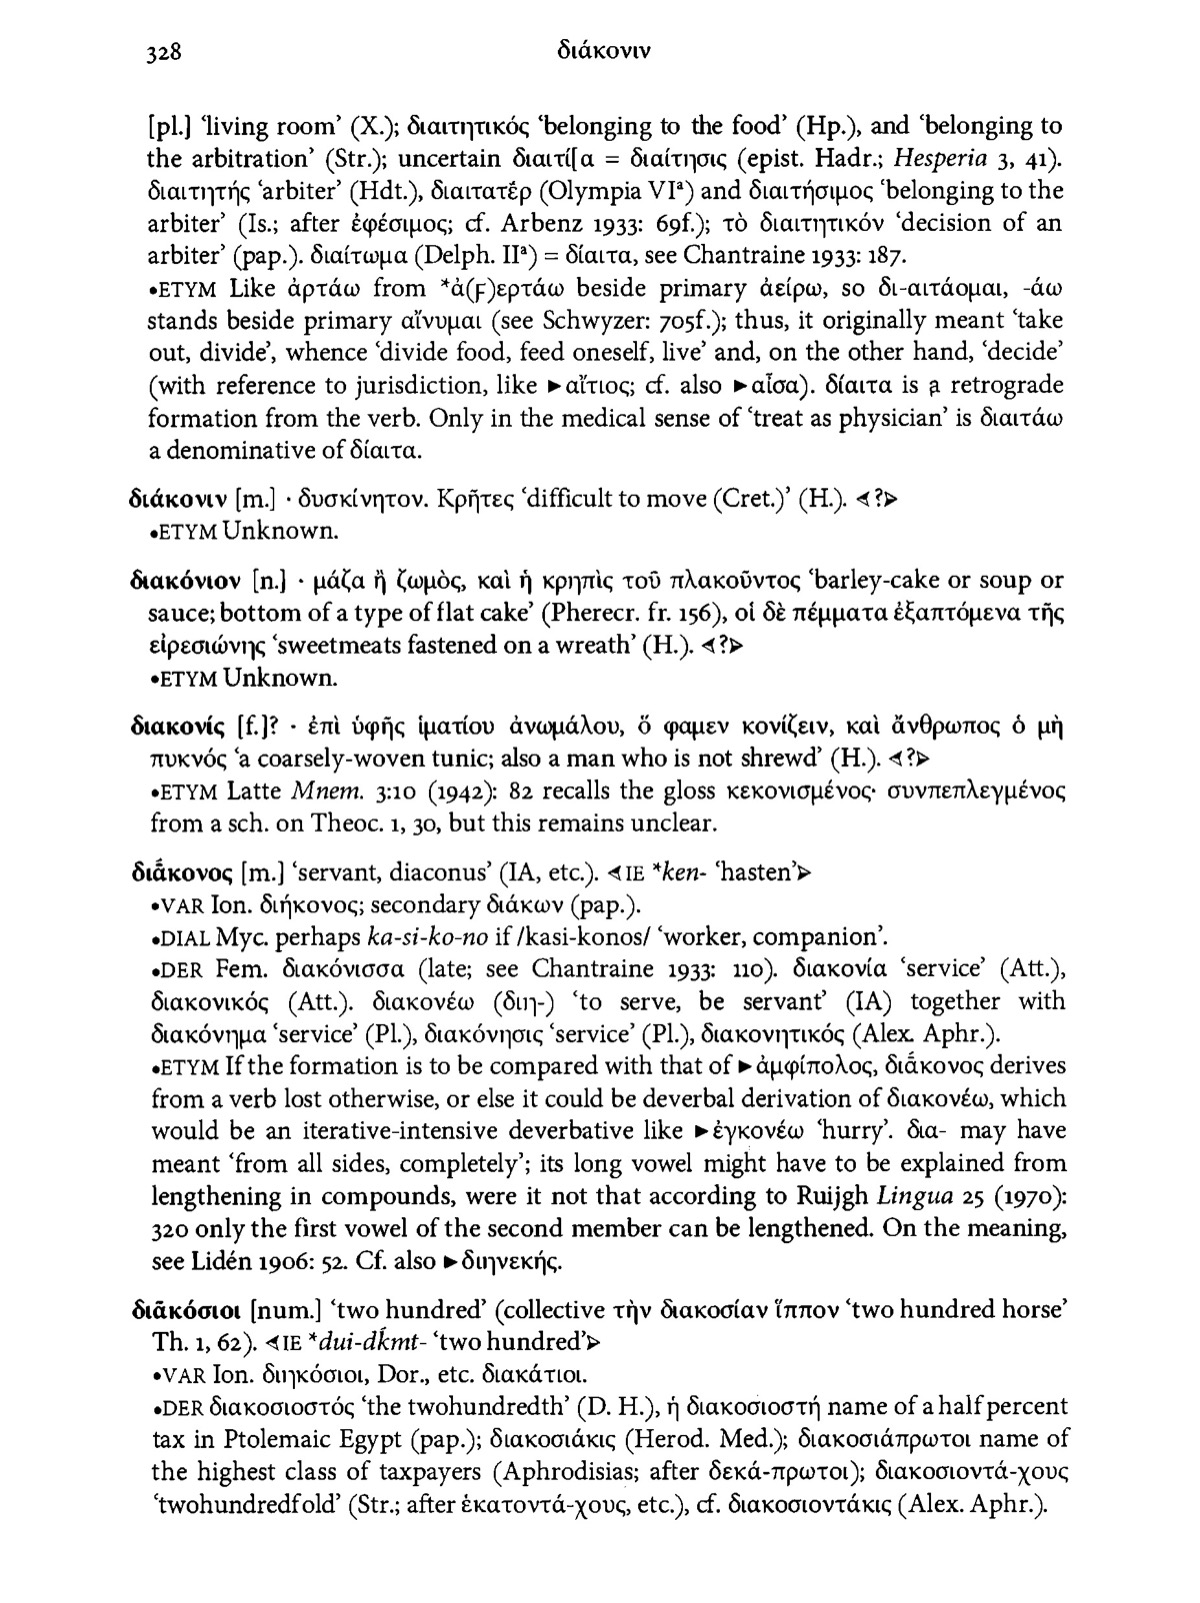 328
διάκονιν
[pl.] ‘living room’ (X.); διαιτητικός ‘belonging to the food’ (Hp.), and ‘belonging to
the arbitration’ (Str.); uncertain διαιτί[α = διαίτησις (epist. Hadr.; Hesperia 3, 41).
διαιτητής ‘arbiter’ (Hdt.), διαιτατέρ (Olympia VIᵃ) and διαιτήσιμος ‘belonging to the
arbiter’ (Is.; after ἐφέσιμος; cf. Arbenz 1933: 69f.); τὸ διαιτητικόν ‘decision of an
arbiter’ (pap.). διαίτωμα (Delph. IIᵃ) = δίαιτα, see Chantraine 1933: 187.
•ETYM Like ἀρτάω from *ἀ(ϝ)ερτάω beside primary ἀείρω, so δι-αιτάομαι, -άω
stands beside primary αἴνυμαι (see Schwyzer: 705f.); thus, it originally meant ‘take
out, divide’, whence ‘divide food, feed oneself, live’ and, on the other hand, ‘decide’
(with reference to jurisdiction, like ►αἴτιος; cf. also ►αἶσα). δίαιτα is a retrograde
formation from the verb. Only in the medical sense of ‘treat as physician’ is διαιτάω
a denominative of δίαιτα.
διάκονιν [m.] · δυσκίνητον. Κρῆτες ‘difficult to move (Cret.)’ (H.). ⊲?⊳
•ETYM Unknown.
διακόνιον [n.] · μάζα ἢ ζωμὸς, καὶ ἡ κρηπὶς τοῦ πλακοῦντος ‘barley-cake or soup or
sauce; bottom of a type of flat cake’ (Pherecr. fr. 156), οἱ δὲ πέμματα ἐξαπτόμενα τῆς
εἰρεσιώνης ‘sweetmeats fastened on a wreath’ (H.). ⊲?⊳
•ETYM Unknown.
διακονίς [f.]? · ἐπὶ ὑφῆς ἱματίου ἀνωμάλου, ὅ φαμεν κονίζειν, καὶ ἄνθρωπος ὁ μὴ
πυκνός ‘a coarsely-woven tunic; also a man who is not shrewd’ (H.). ⊲?⊳
•ETYM Latte Mnem. 3:10 (1942): 82 recalls the gloss κεκονισμένος· συνπεπλεγμένος
from a sch. on Theoc. 1, 30, but this remains unclear.
διᾱ́κονος [m.] ‘servant, diaconus’ (IA, etc.). ⊲IE *ken- ‘hasten’⊳
•VAR Ion. διήκονος; secondary διάκων (pap.).
•DIAL Myc. perhaps ka-si-ko-no if /kasi-konos/ ‘worker, companion’.
•DER Fem. διακόνισσα (late; see Chantraine 1933: 110). διακονία ‘service’ (Att.),
διακονικός (Att.). διακονέω (διη-) ‘to serve, be servant’ (IA) together with
διακόνημα ‘service’ (Pl.), διακόνησις ‘service’ (Pl.), διακονητικός (Alex. Aphr.).
•ETYM If the formation is to be compared with that of ►ἀμφίπολος, διᾱ́κονος derives
from a verb lost otherwise, or else it could be deverbal derivation of διακονέω, which
would be an iterative-intensive deverbative like ►ἐγκονέω ‘hurry’. δια- may have
meant ‘from all sides, completely’; its long vowel might have to be explained from
lengthening in compounds, were it not that according to Ruijgh Lingua 25 (1970):
320 only the first vowel of the second member can be lengthened. On the meaning,
see Lidén 1906: 52. Cf. also ►διηνεκής.
διᾱκόσιοι [num.] ‘two hundred’ (collective τὴν διακοσίαν ἵππον ‘two hundred horse’
Th. 1, 62). ⊲IE *dui-dḱmt- ‘two hundred’⊳
•VAR Ion. διηκόσιοι, Dor., etc. διακάτιοι.
•DER διακοσιοστός ‘the twohundredth’ (D. H.), ἡ διακοσιοστή name of a half percent
tax in Ptolemaic Egypt (pap.); διακοσιάκις (Herod. Med.); διακοσιάπρωτοι name of
the highest class of taxpayers (Aphrodisias; after δεκά-πρωτοι); διακοσιοντά-χους
‘twohundredfold’ (Str.; after ἑκατοντά-χους, etc.), cf. διακοσιοντάκις (Alex. Aphr.).